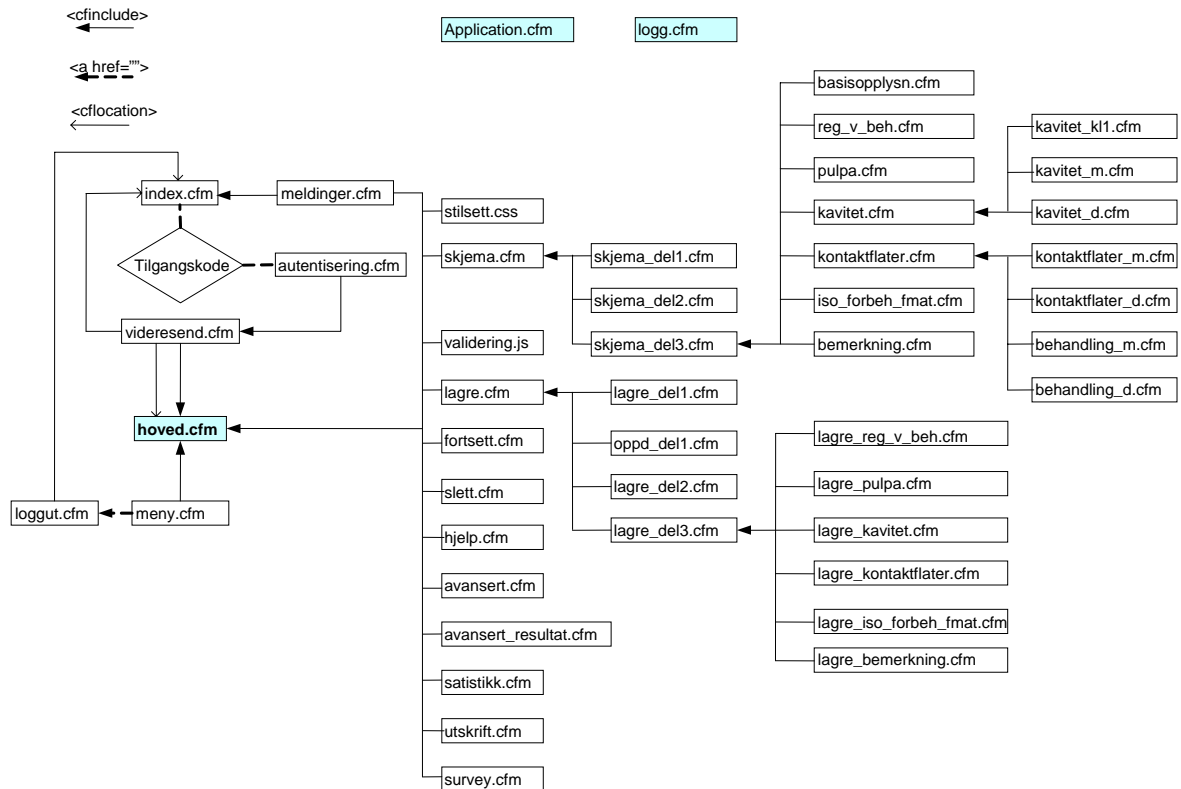 <cfinclude>
<a href="">
<cflocation>
Application.cfm
logg.cfm
index.cfm
meldinger.cfm
Tilgangskode
autentisering.cfm
videresend.cfm
hoved.cfm
loggut.cfm
meny.cfm
stilsett.css
skjema.cfm
validering.js
lagre.cfm
fortsett.cfm
slett.cfm
hjelp.cfm
avansert.cfm
avansert_resultat.cfm
satistikk.cfm
utskrift.cfm
survey.cfm
skjema_del1.cfm
skjema_del2.cfm
skjema_del3.cfm
lagre_del1.cfm
oppd_del1.cfm
lagre_del2.cfm
lagre_del3.cfm
basisopplysn.cfm
reg_v_beh.cfm
pulpa.cfm
kavitet.cfm
kontaktflater.cfm
iso_forbeh_fmat.cfm
bemerkning.cfm
lagre_reg_v_beh.cfm
lagre_pulpa.cfm
lagre_kavitet.cfm
lagre_kontaktflater.cfm
lagre_iso_forbeh_fmat.cfm
lagre_bemerkning.cfm
kavitet_kl1.cfm
kavitet_m.cfm
kavitet_d.cfm
kontaktflater_m.cfm
kontaktflater_d.cfm
behandling_m.cfm
behandling_d.cfm